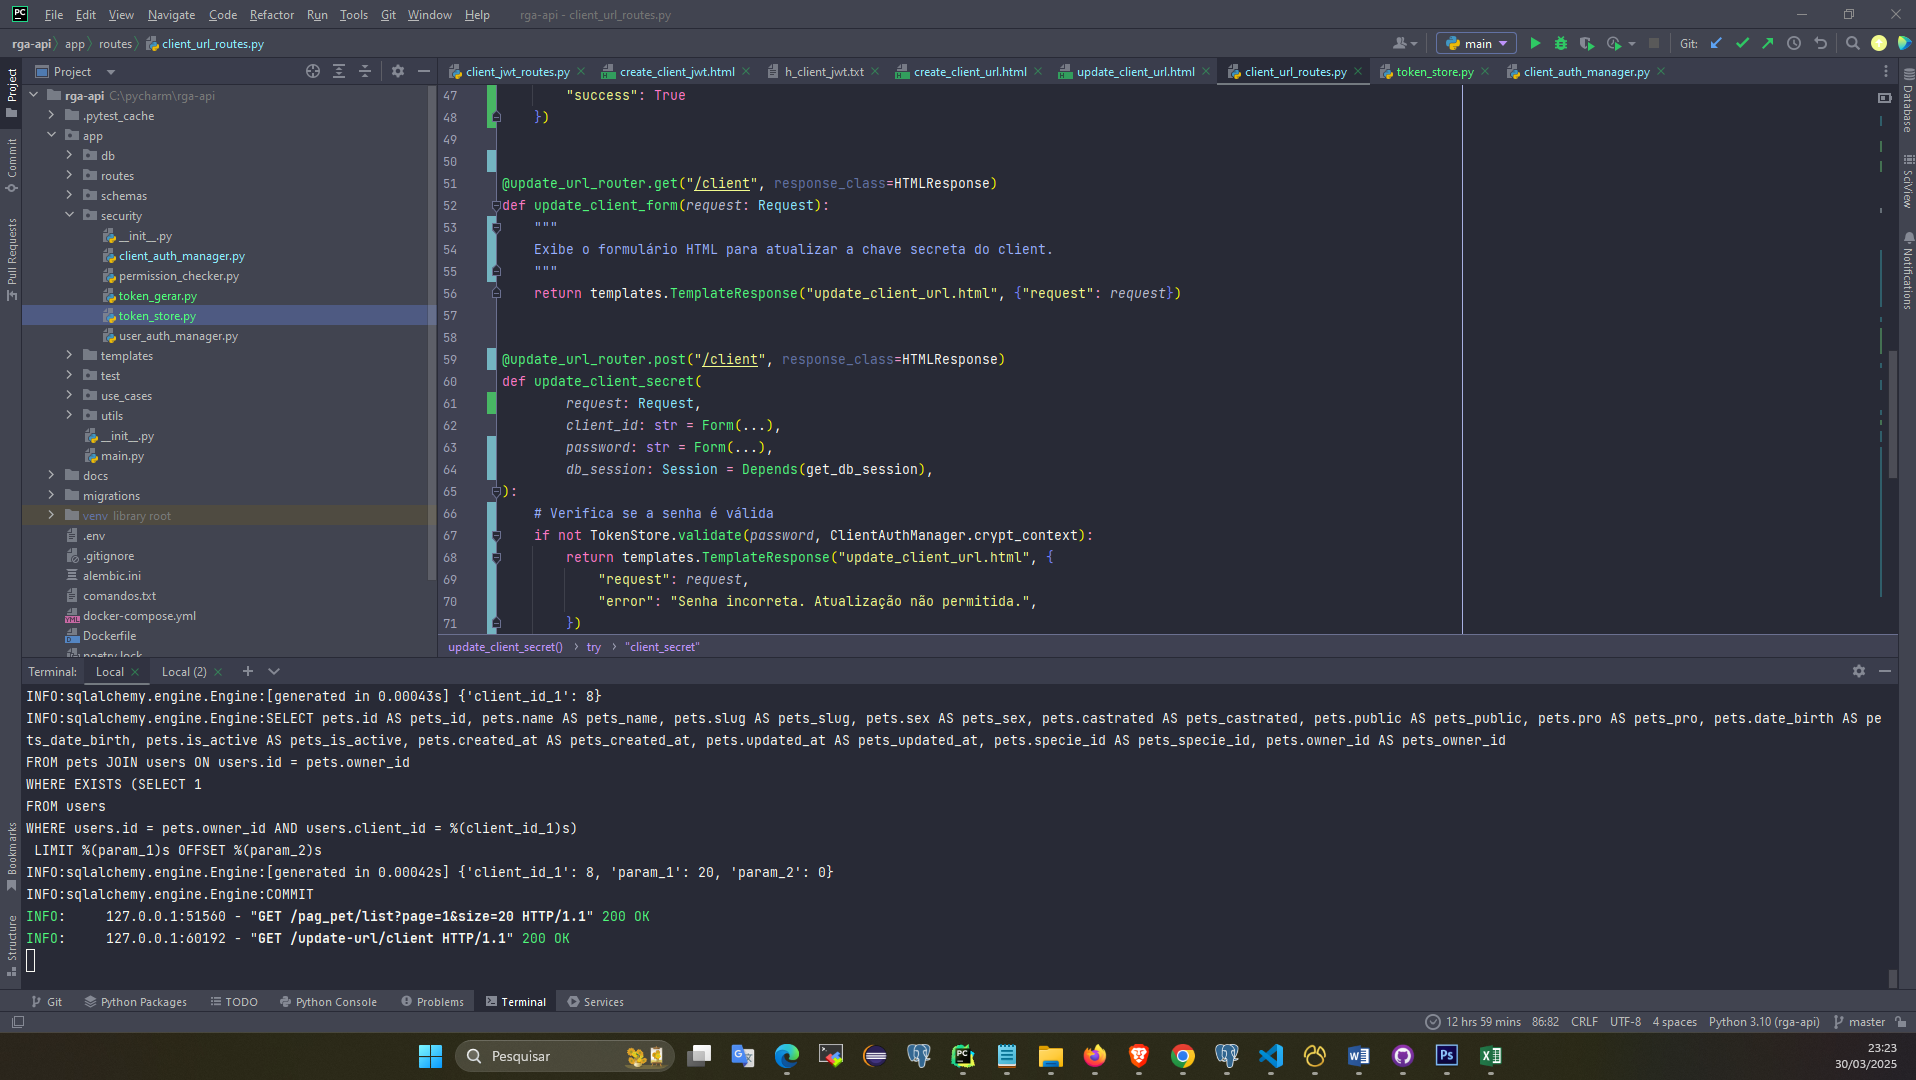 File Edit View Navigate Code Refactor Run Tools Git Window Help rga-api - client_url_routes.py
rga-api app routes client_url_routes.py main Git:
Project
client_jwt_routes.py create_client_jwt.html h_client_jwt.txt create_client_url.html update_client_url.html client_url_routes.py token_store.py client_auth_manager.py
Project
Commit
Pull Requests
Bookmarks
Structure
Database
SciView
Notifications
rga-api C:\pycharm\rga-api
.pytest_cache
app
db
routes
schemas
security
__init__.py
client_auth_manager.py
permission_checker.py
token_gerar.py
token_store.py
user_auth_manager.py
templates
test
use_cases
utils
__init__.py
main.py
docs
migrations
venv library root
.env
.gitignore
alembic.ini
comandos.txt
docker-compose.yml
Dockerfile
poetry.lock
47 "success": True
48 })
49
50
51 @update_url_router.get("/client", response_class=HTMLResponse)
52 def update_client_form(request: Request):
53 """
54 Exibe o formulário HTML para atualizar a chave secreta do client.
55 """
56 return templates.TemplateResponse("update_client_url.html", {"request": request})
57
58
59 @update_url_router.post("/client", response_class=HTMLResponse)
60 def update_client_secret(
61 request: Request,
62 client_id: str = Form(...),
63 password: str = Form(...),
64 db_session: Session = Depends(get_db_session),
65 ):
66 # Verifica se a senha é válida
67 if not TokenStore.validate(password, ClientAuthManager.crypt_context):
68 return templates.TemplateResponse("update_client_url.html", {
69 "request": request,
70 "error": "Senha incorreta. Atualização não permitida.",
71 })
update_client_secret() try "client_secret"
Terminal: Local Local (2)
INFO:sqlalchemy.engine.Engine:[generated in 0.00043s] {'client_id_1': 8}
INFO:sqlalchemy.engine.Engine:SELECT pets.id AS pets_id, pets.name AS pets_name, pets.slug AS pets_slug, pets.sex AS pets_sex, pets.castrated AS pets_castrated, pets.public AS pets_public, pets.pro AS pets_pro, pets.date_birth AS pe
ts_date_birth, pets.is_active AS pets_is_active, pets.created_at AS pets_created_at, pets.updated_at AS pets_updated_at, pets.specie_id AS pets_specie_id, pets.owner_id AS pets_owner_id
FROM pets JOIN users ON users.id = pets.owner_id
WHERE EXISTS (SELECT 1
FROM users
WHERE users.id = pets.owner_id AND users.client_id = %(client_id_1)s)
LIMIT %(param_1)s OFFSET %(param_2)s
INFO:sqlalchemy.engine.Engine:[generated in 0.00042s] {'client_id_1': 8, 'param_1': 20, 'param_2': 0}
INFO:sqlalchemy.engine.Engine:COMMIT
INFO: 127.0.0.1:51560 - "GET /pag_pet/list?page=1&size=20 HTTP/1.1" 200 OK
INFO: 127.0.0.1:60192 - "GET /update-url/client HTTP/1.1" 200 OK
Git Python Packages TODO Python Console Problems Terminal Services
12 hrs 59 mins 86:82 CRLF UTF-8 4 spaces Python 3.10 (rga-api) master
Pesquisar
23:23
30/03/2025